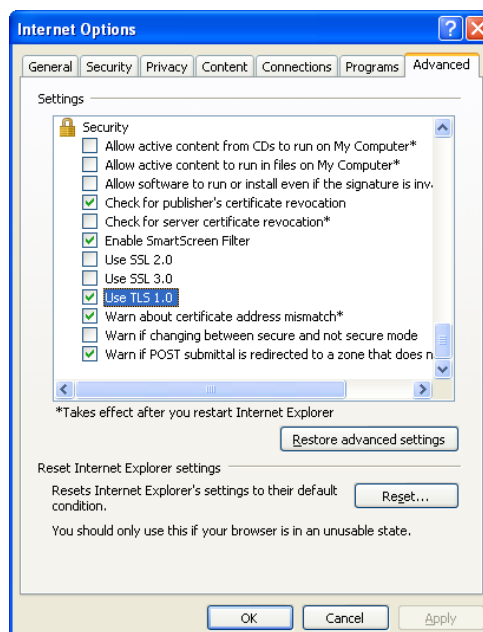 Internet Options
General Security Privacy Content Connections Programs Advanced
Settings
Security
Allow active content from CDs to run on My Computer*
Allow active content to run in files on My Computer*
Allow software to run or install even if the signature is inv
Check for publisher's certificate revocation
Check for server certificate revocation*
Enable SmartScreen Filter
Use SSL 2.0
Use SSL 3.0
Use TLS 1.0
Warn about certificate address mismatch*
Warn if changing between secure and not secure mode
Warn if POST submittal is redirected to a zone that does n
*Takes effect after you restart Internet Explorer
Restore advanced settings
Reset Internet Explorer settings
Resets Internet Explorer's settings to their default
condition.
Reset...
You should only use this if your browser is in an unusable state.
OK Cancel Apply